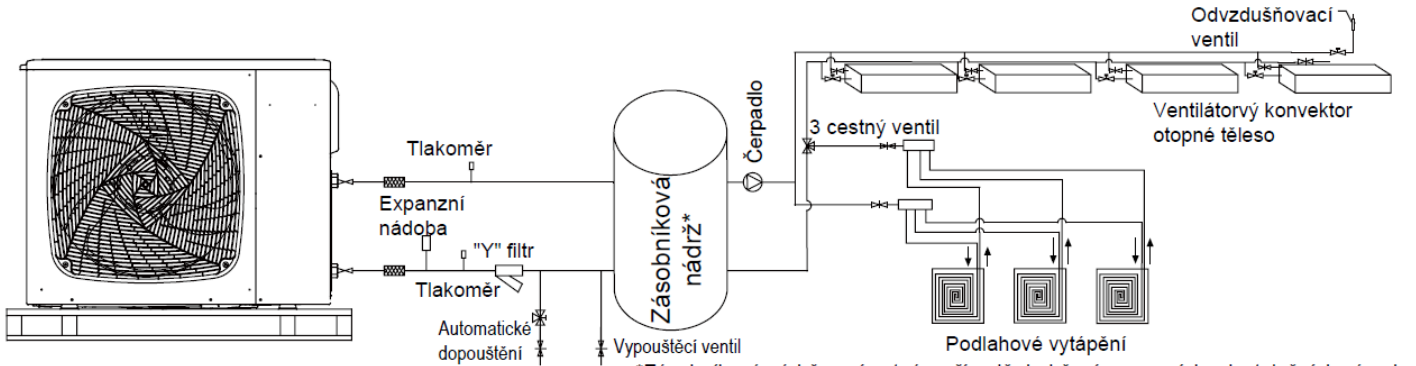 Odvzdušňovací
ventil
Ventilátorvý konvektor
otopné těleso
3 cestný ventil
Čerpadlo
Tlakoměr
Zásobníková
nádrž*
Expanzní
nádoba
"Y" filtr
Tlakoměr
Automatické
dopouštění
Vypouštěcí ventil
Podlahové vytápění